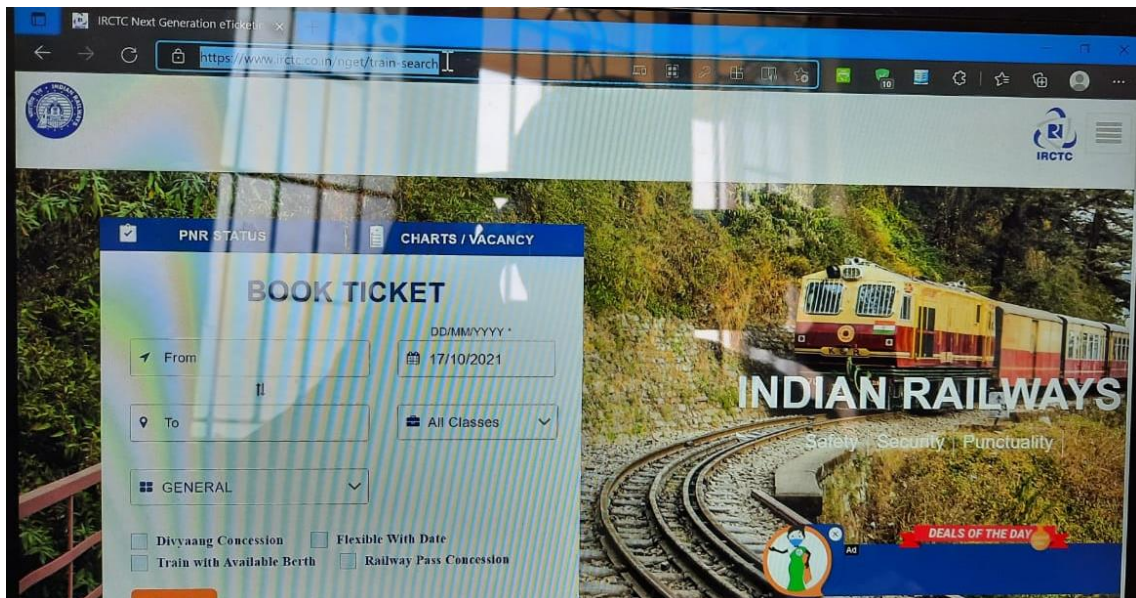 IRCTC Next Generation eTicketi
https://www.irctc.co.in/nget/train-search
10
IRCTC
PNR STATUS
CHARTS / VACANCY
BOOK TICKET
DD/MM/YYYY *
From
17/10/2021
To
All Classes
GENERAL
Divyaang Concession
Flexible With Date
Train with Available Berth
Railway Pass Concession
INDIAN RAILWAYS
Safety | Security | Punctuality
Ad
DEALS OF THE DAY